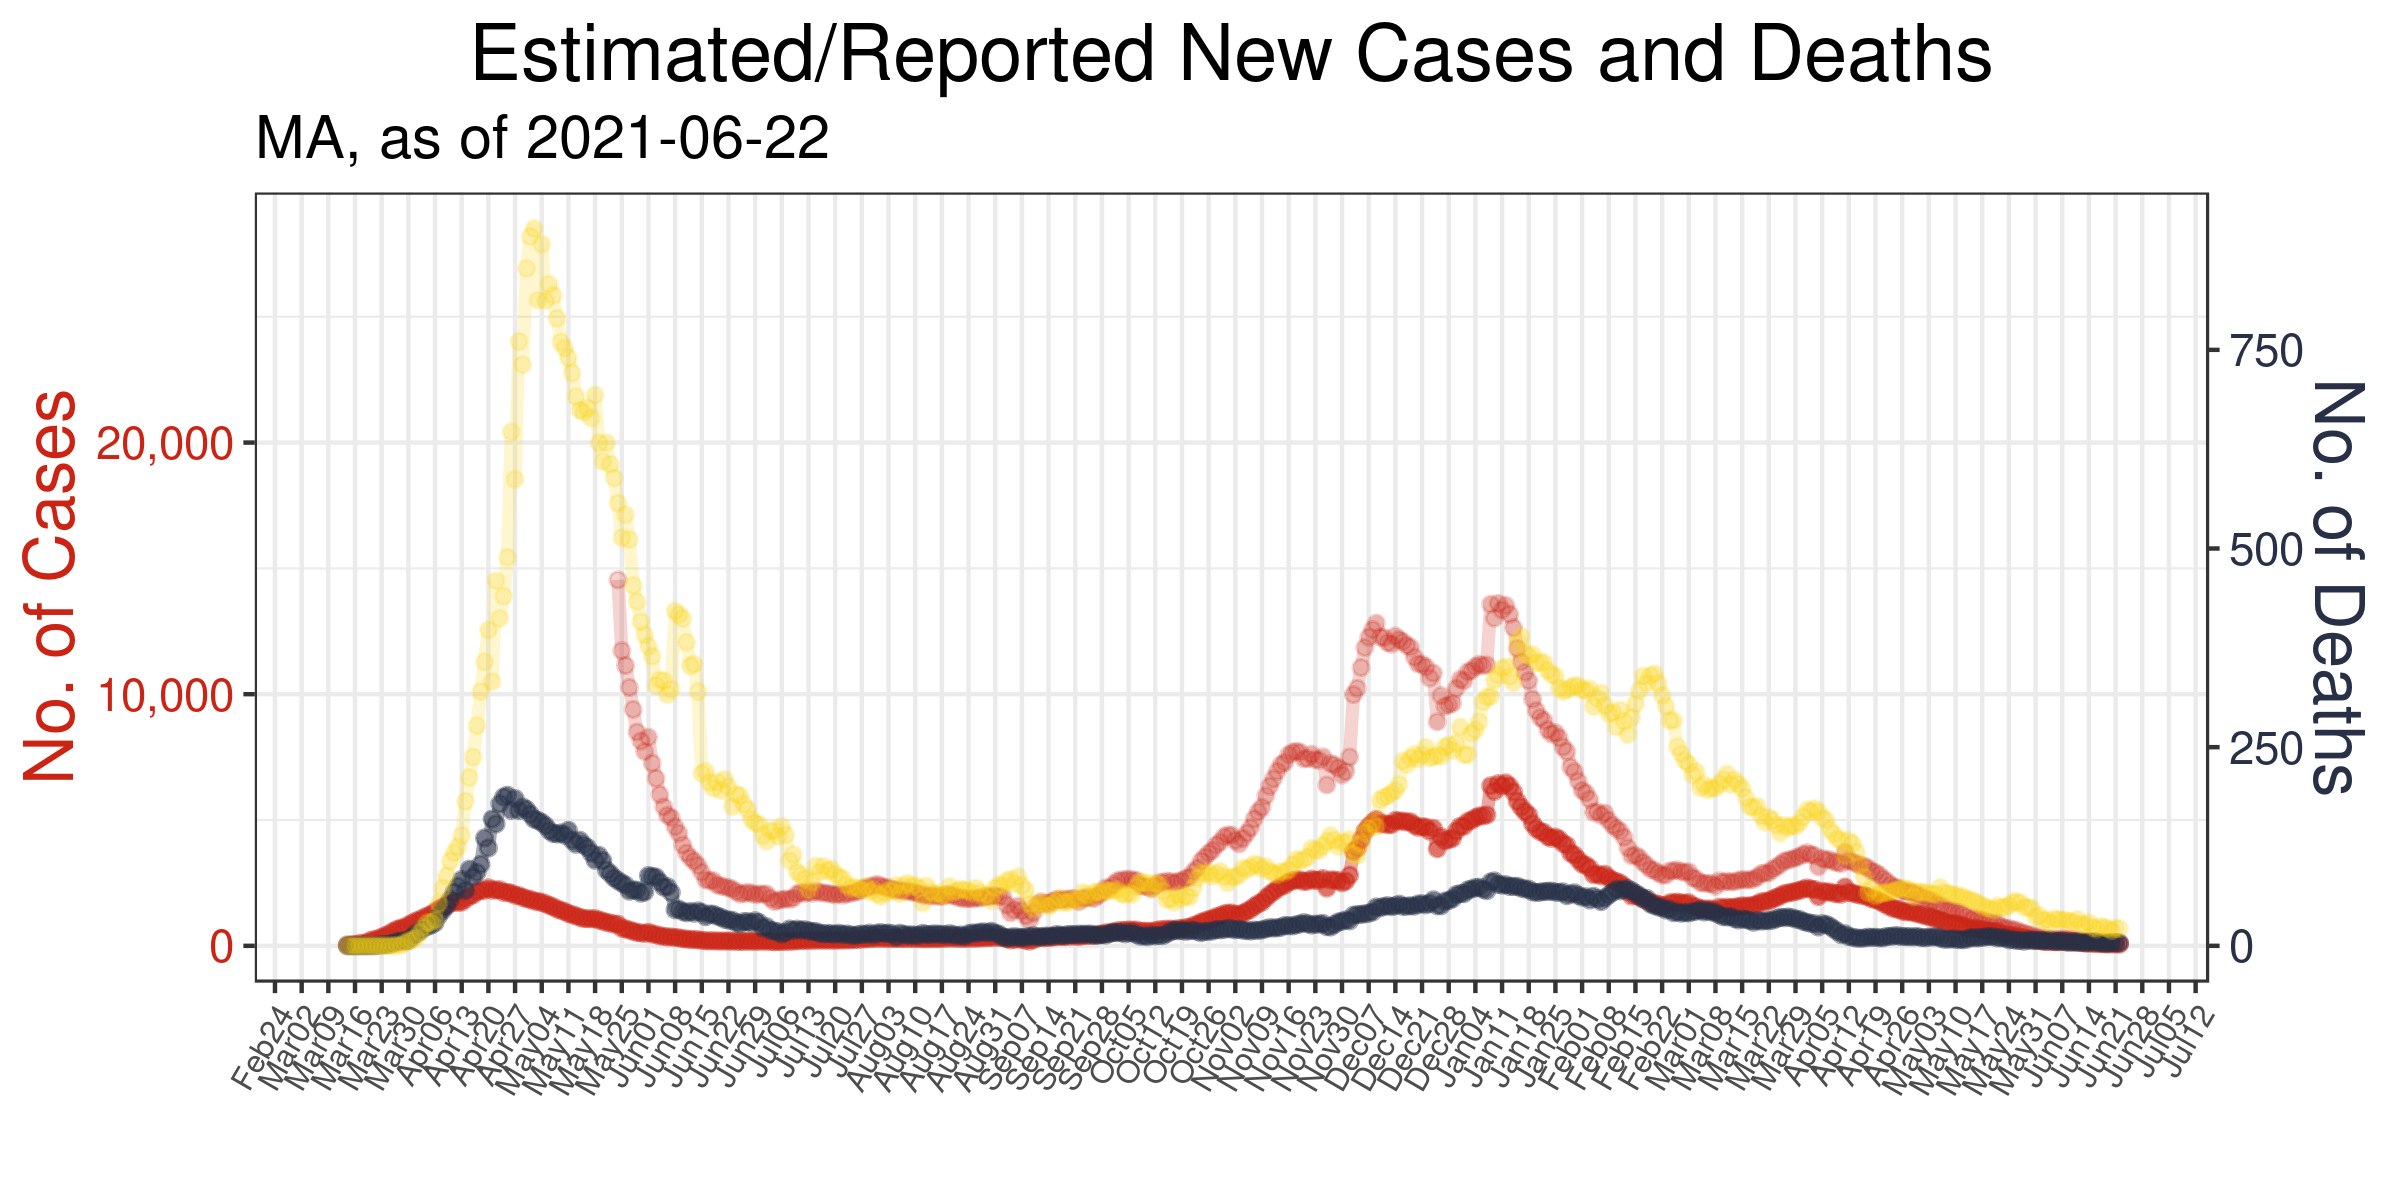 Estimated/Reported New Cases and Deaths
MA, as of 2021-06-22
No. of Cases
20,000
10,000
0
750
500
250
0
No. of Deaths
Feb24
Mar02
Mar09
Mar16
Mar23
Mar30
Apr06
Apr13
Apr20
Apr27
May04
May11
May18
May25
Jun01
Jun08
Jun15
Jun22
Jun29
Jul06
Jul13
Jul20
Jul27
Aug03
Aug10
Aug17
Aug24
Aug31
Sep07
Sep14
Sep21
Sep28
Oct05
Oct12
Oct19
Oct26
Nov02
Nov09
Nov16
Nov23
Nov30
Dec07
Dec14
Dec21
Dec28
Jan04
Jan11
Jan18
Jan25
Feb01
Feb08
Feb15
Feb22
Mar01
Mar08
Mar15
Mar22
Mar29
Apr05
Apr12
Apr19
Apr26
May03
May10
May17
May24
May31
Jun07
Jun14
Jun21
Jun28
Jul05
Jul12